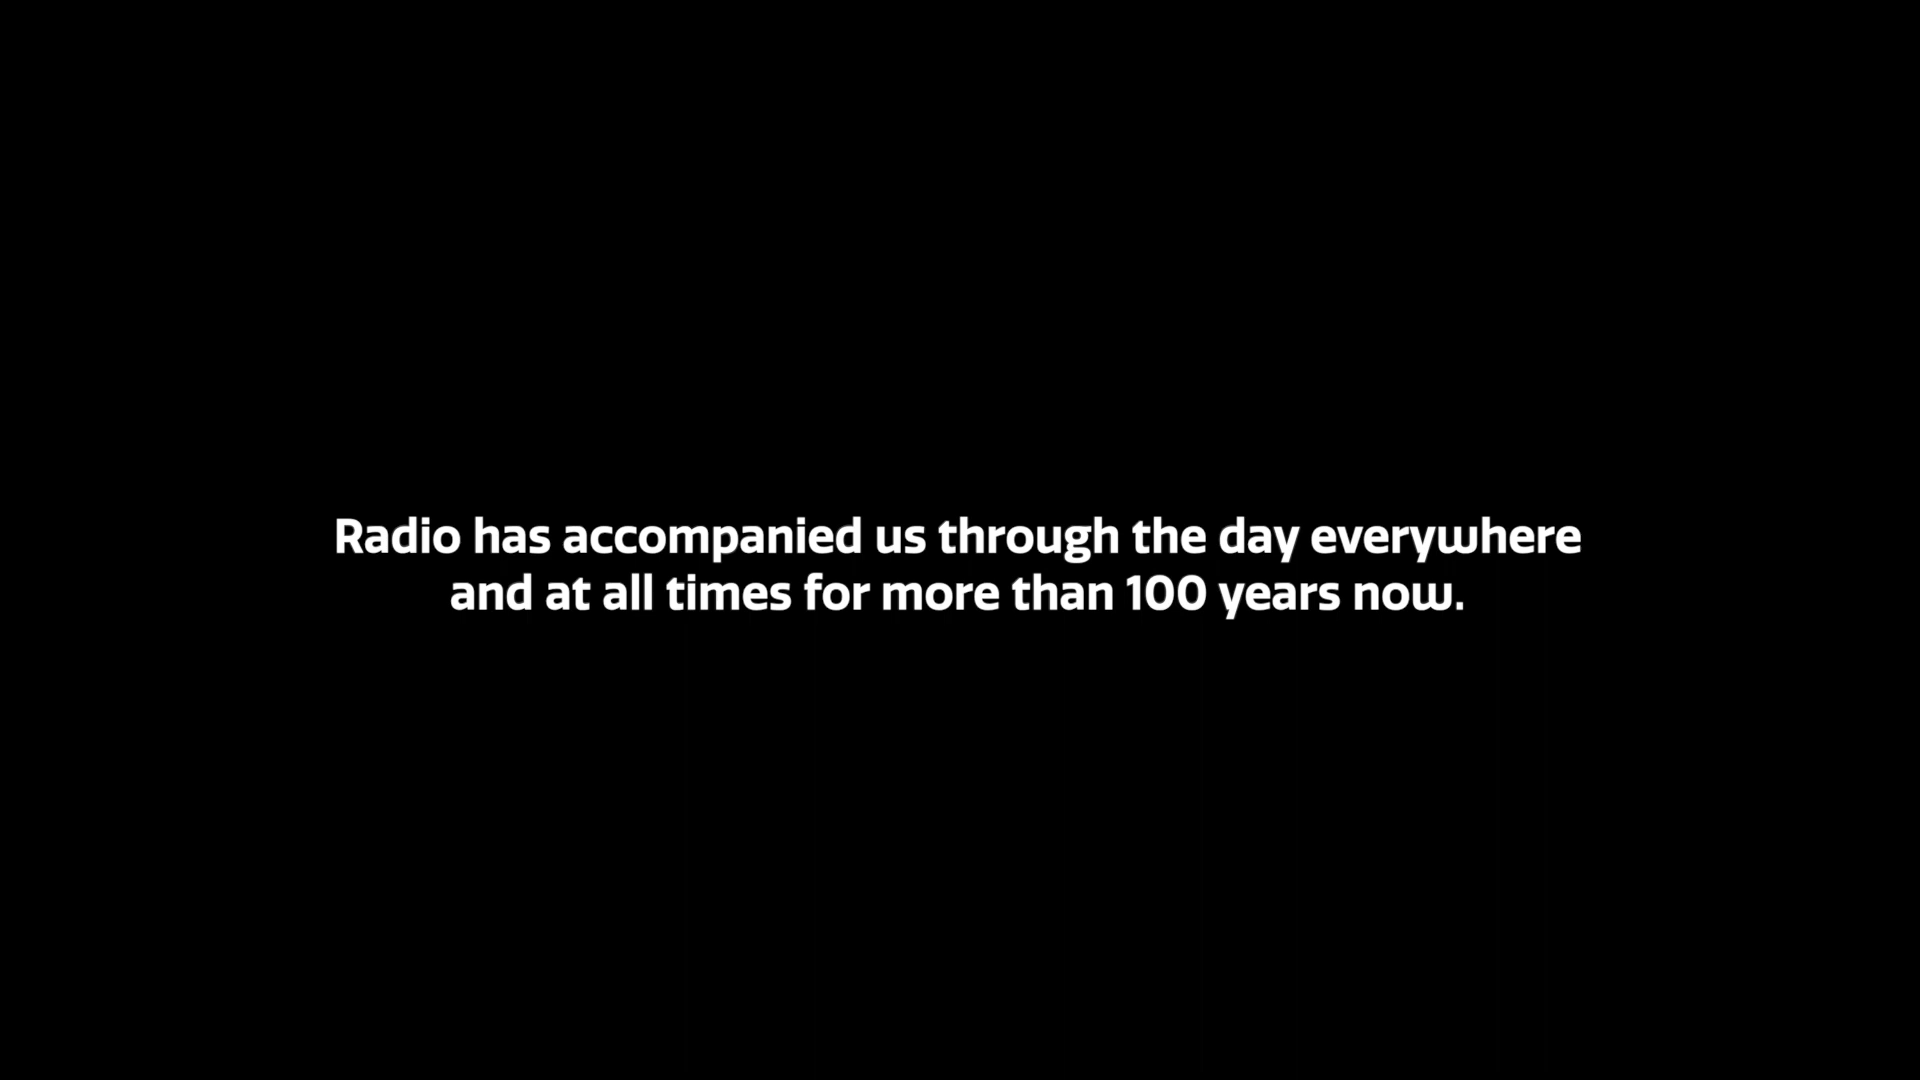 Radio has accompanied us through the day everywhere
and at all times for more than 100 years now.